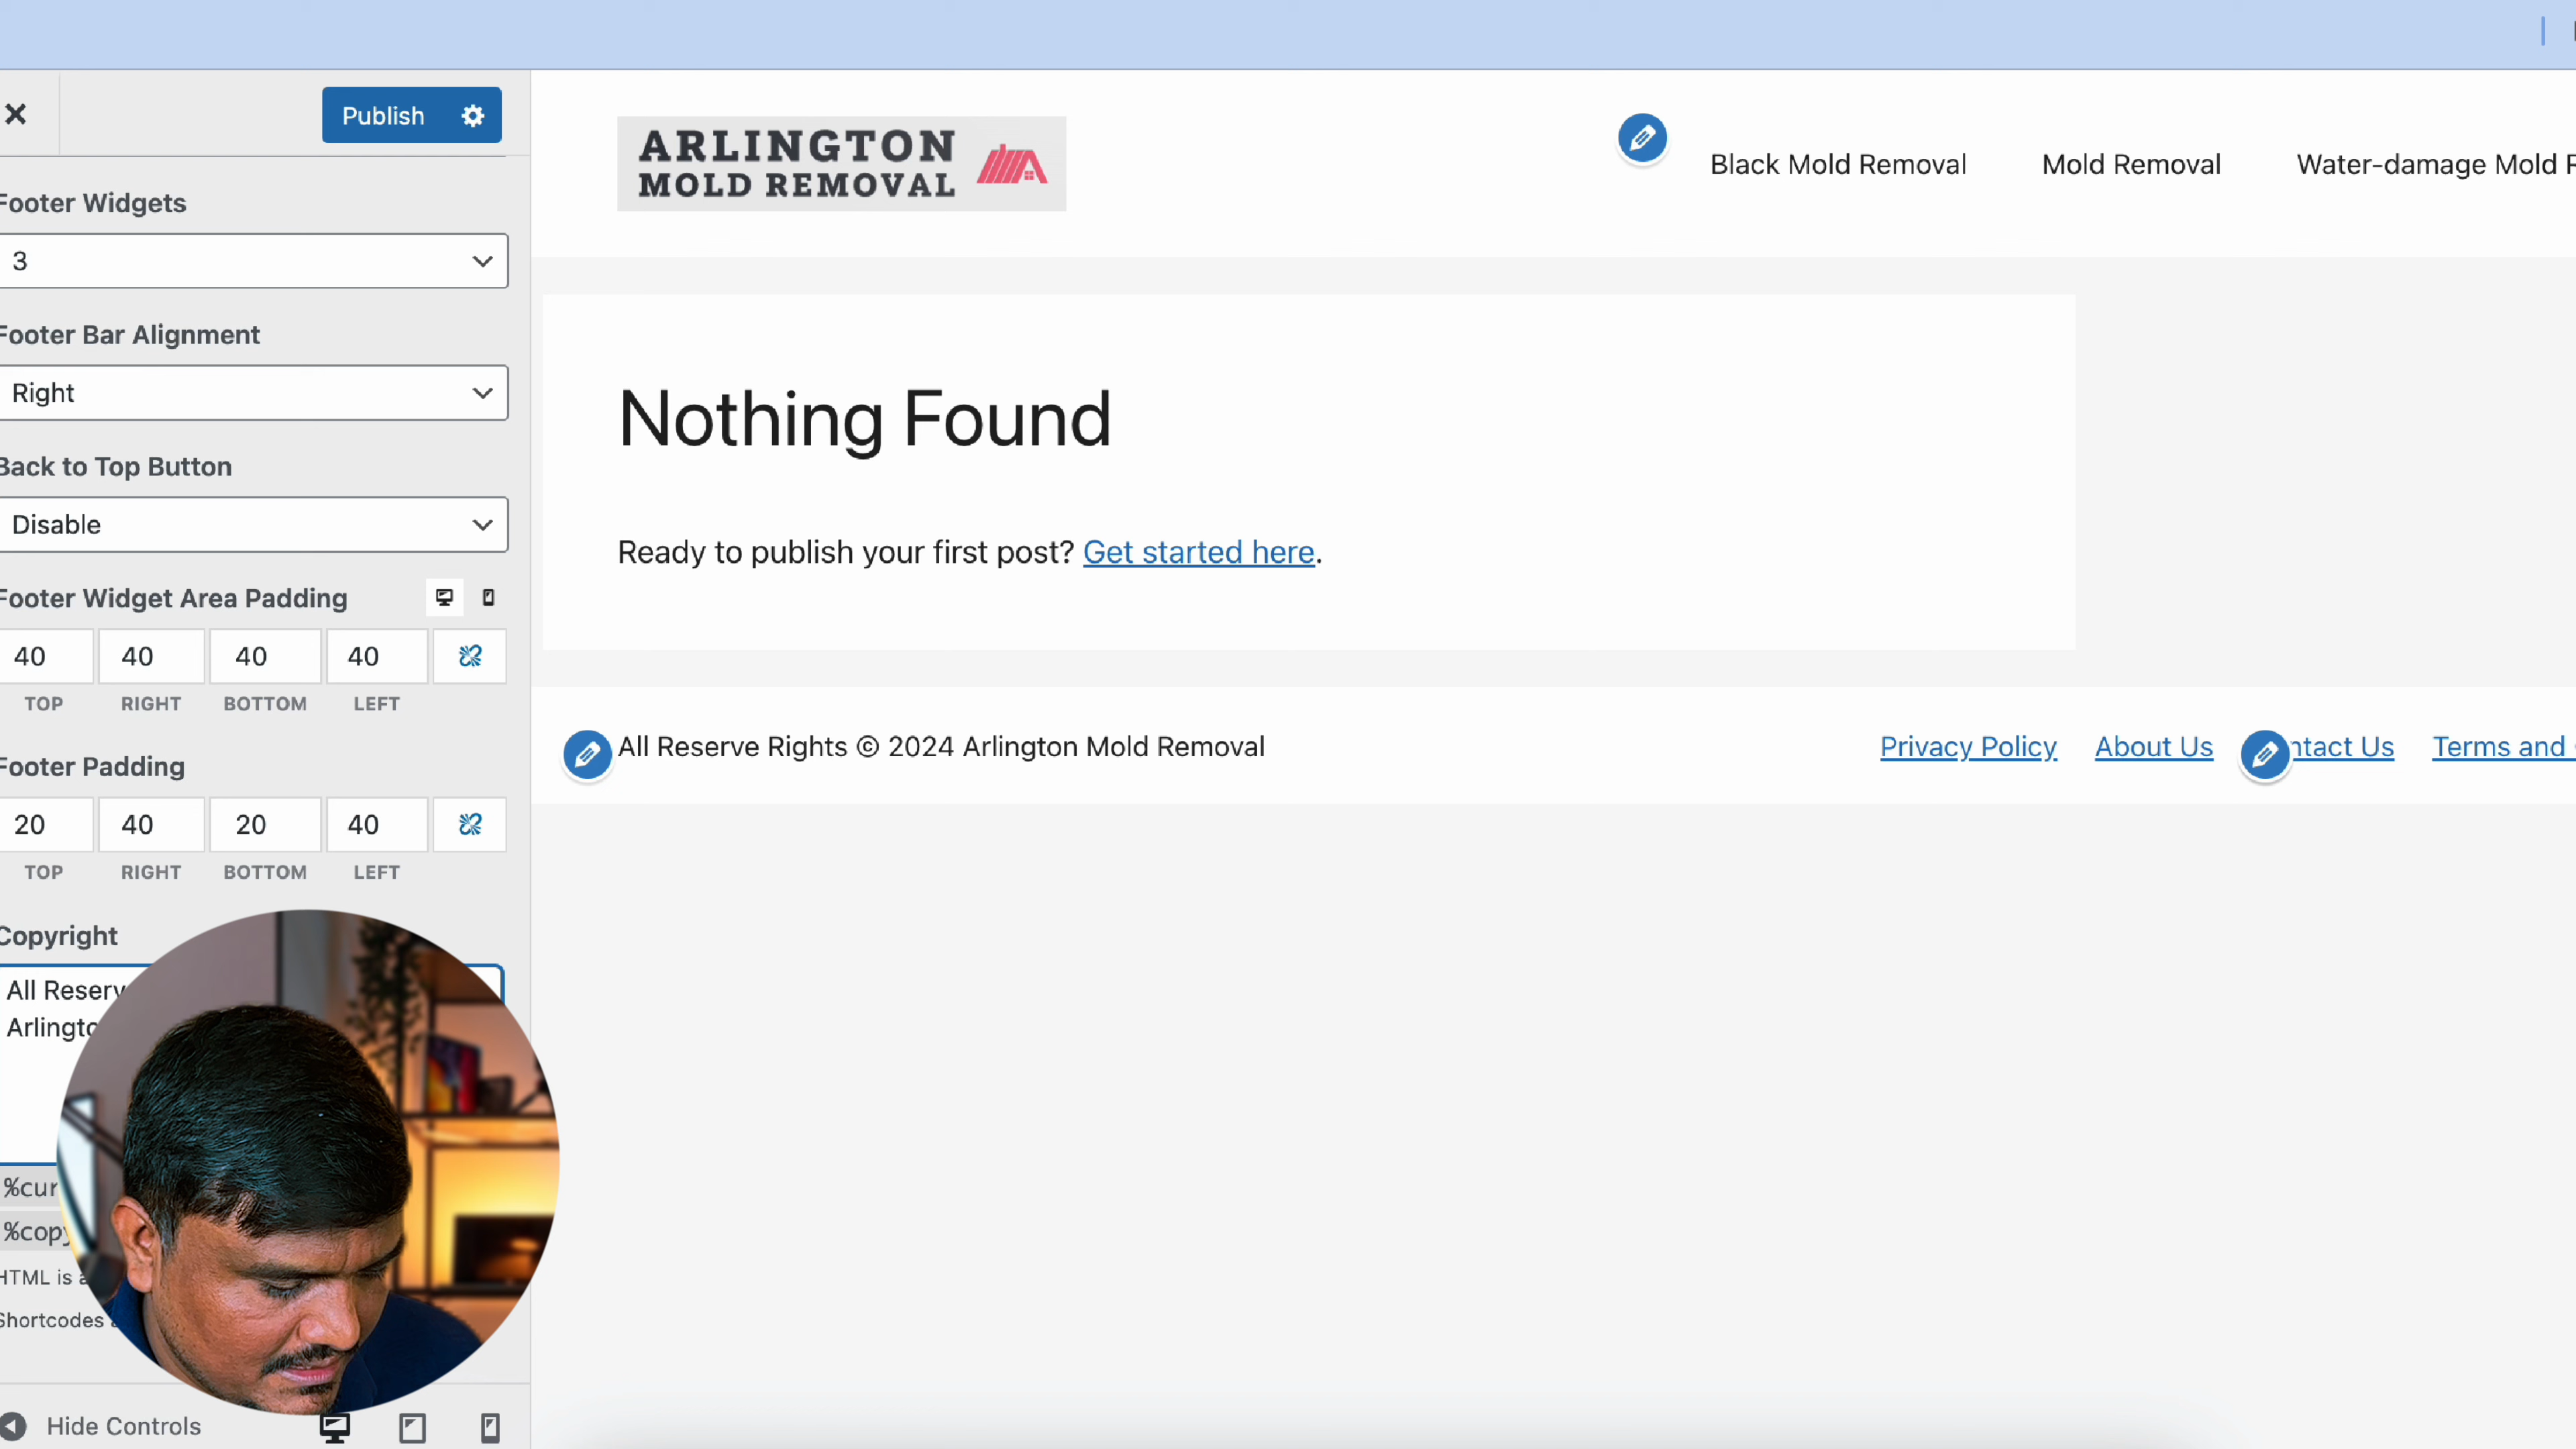 Publish
Footer Widgets
3
Footer Bar Alignment
Right
Back to Top Button
Disable
Footer Widget Area Padding
40 40 40 40
TOP RIGHT BOTTOM LEFT
Footer Padding
20 40 20 40
TOP RIGHT BOTTOM LEFT
Copyright
All Reserv
Arlingto
%cur
%copy
HTML is a
Shortcodes
Hide Controls
ARLINGTON
MOLD REMOVAL
Black Mold Removal Mold Removal Water-damage Mold
Nothing Found
Ready to publish your first post? Get started here.
All Reserve Rights © 2024 Arlington Mold Removal
Privacy Policy About Us ntact Us Terms and